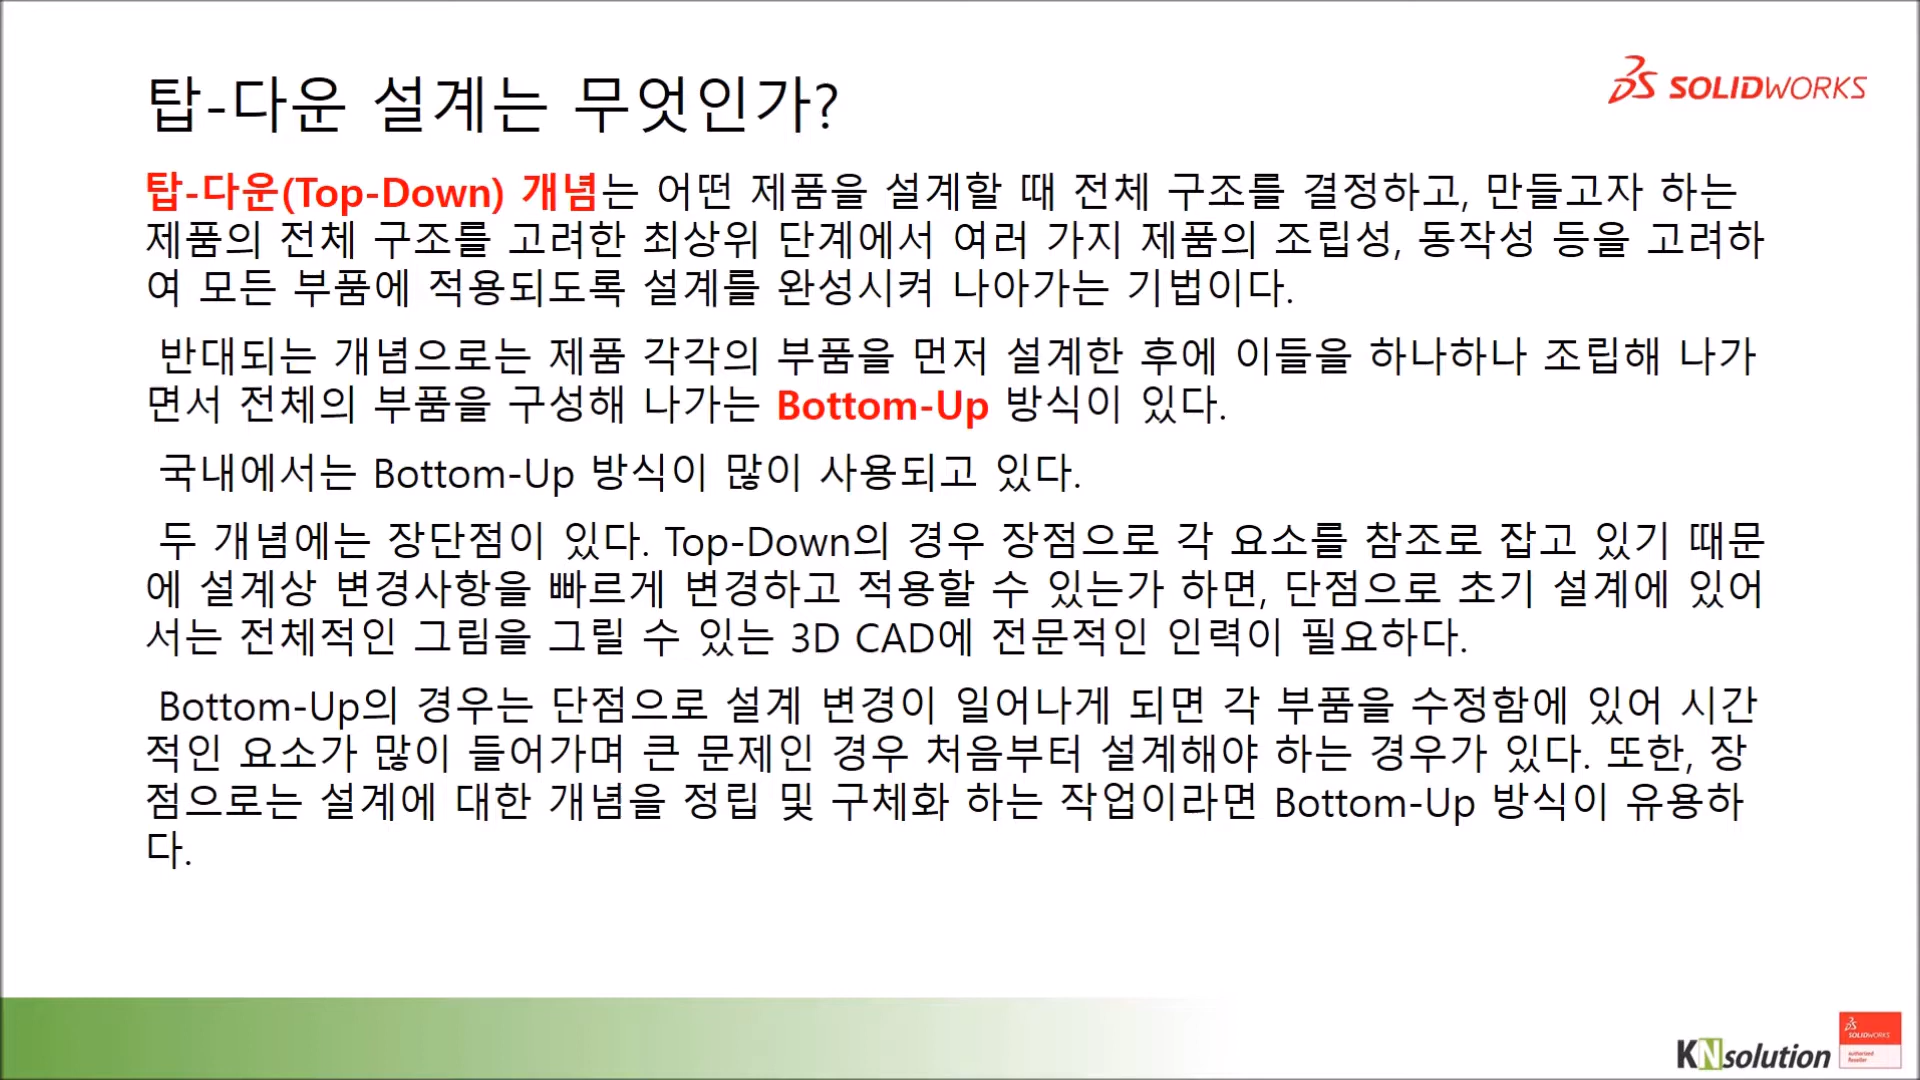 탑-다운 설계는 무엇인가?
SOLIDWORKS
탑-다운(Top-Down) 개념는 어떤 제품을 설계할 때 전체 구조를 결정하고, 만들고자 하는
제품의 전체 구조를 고려한 최상위 단계에서 여러 가지 제품의 조립성, 동작성 등을 고려하
여 모든 부품에 적용되도록 설계를 완성시켜 나아가는 기법이다.
반대되는 개념으로는 제품 각각의 부품을 먼저 설계한 후에 이들을 하나하나 조립해 나가
면서 전체의 부품을 구성해 나가는 Bottom-Up 방식이 있다.
국내에서는 Bottom-Up 방식이 많이 사용되고 있다.
두 개념에는 장단점이 있다. Top-Down의 경우 장점으로 각 요소를 참조로 잡고 있기 때문
에 설계상 변경사항을 빠르게 변경하고 적용할 수 있는가 하면, 단점으로 초기 설계에 있어
서는 전체적인 그림을 그릴 수 있는 3D CAD에 전문적인 인력이 필요하다.
Bottom-Up의 경우는 단점으로 설계 변경이 일어나게 되면 각 부품을 수정함에 있어 시간
적인 요소가 많이 들어가며 큰 문제인 경우 처음부터 설계해야 하는 경우가 있다. 또한, 장
점으로는 설계에 대한 개념을 정립 및 구체화 하는 작업이라면 Bottom-Up 방식이 유용하
다.
KNsolution
SOLIDWORKS
Authorized
Reseller